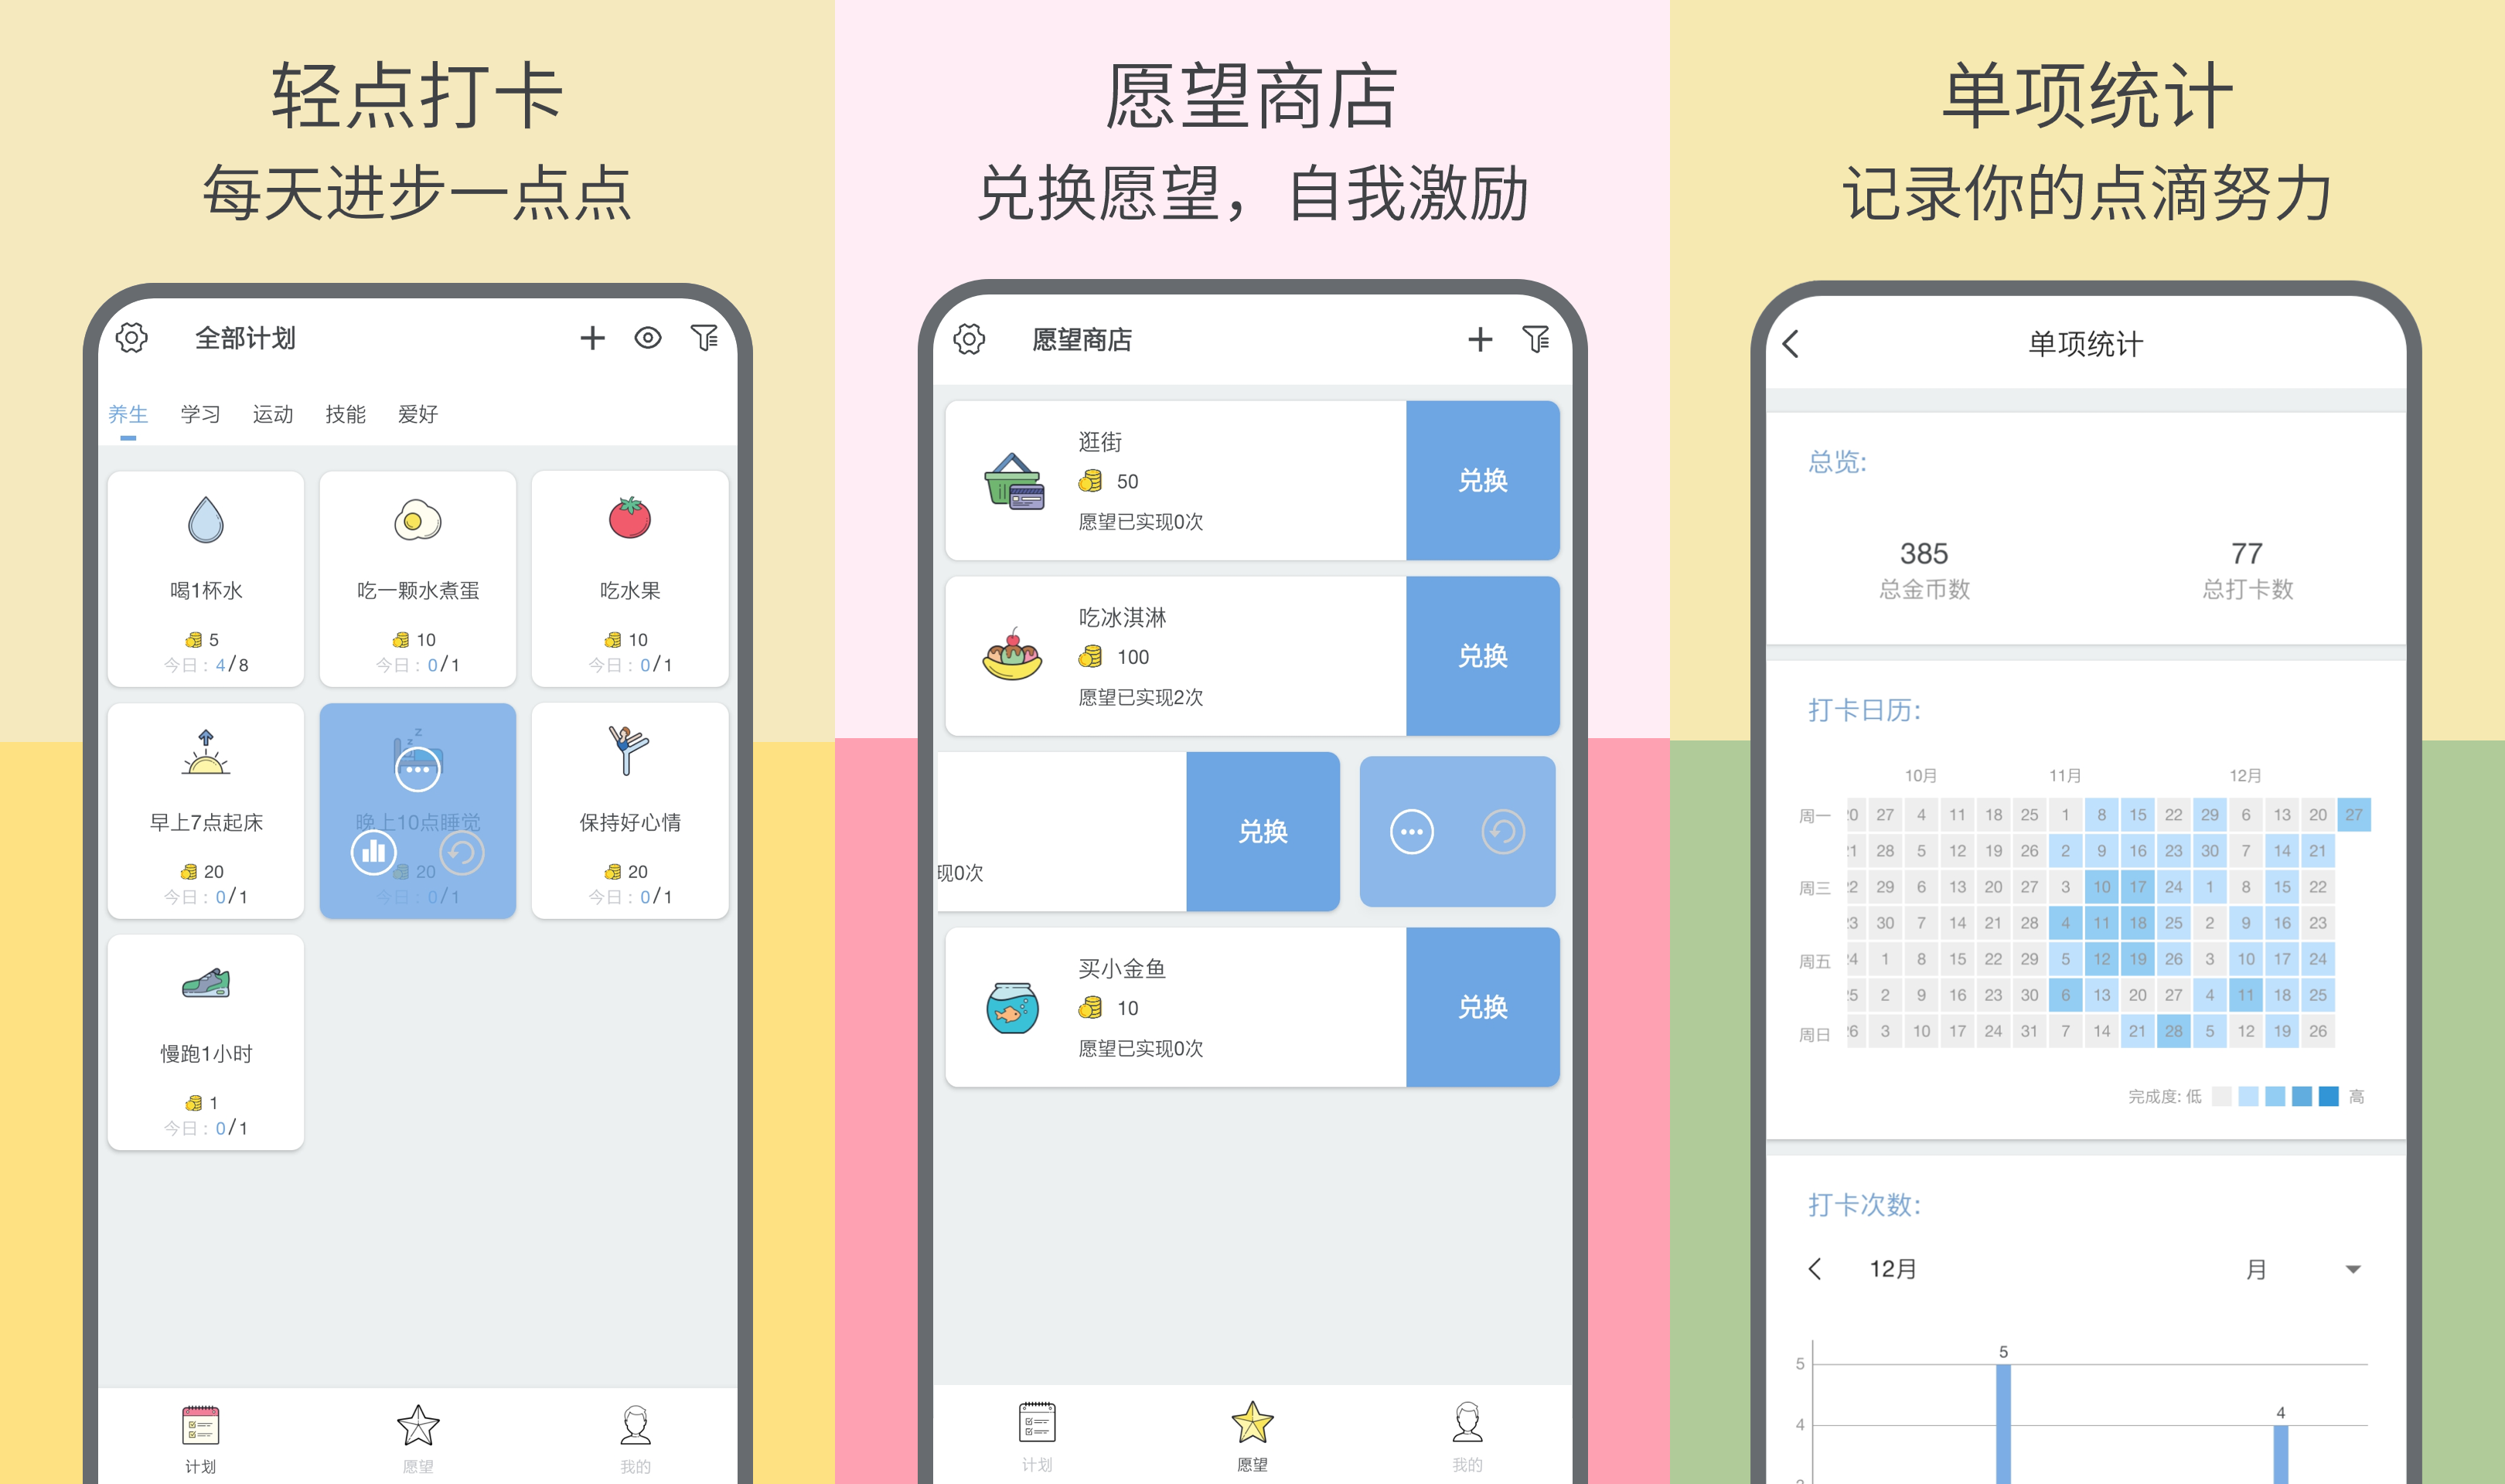 轻点打卡
每天进步一点点
全部计划
养生 学习 运动 技能 爱好
喝1杯水
5
今日：4/8
吃一颗水煮蛋
10
今日：0/1
吃水果
10
今日：0/1
早上7点起床
20
今日：0/1
晚上10点睡觉
20
今日：0/1
保持好心情
20
今日：0/1
慢跑1小时
1
今日：0/1
计划 愿望 我的
愿望商店
兑换愿望，自我激励
愿望商店
逛街
50
愿望已实现0次
兑换
吃冰淇淋
100
愿望已实现2次
兑换
现0次
兑换
买小金鱼
10
愿望已实现0次
兑换
计划 愿望 我的
单项统计
记录你的点滴努力
单项统计
总览:
385
总金币数
77
总打卡数
打卡日历:
10月 11月 12月
周一 20 27 4 11 18 25 1 8 15 22 29 6 13 20 27
21 28 5 12 19 26 2 9 16 23 30 7 14 21
周三 22 29 6 13 20 27 3 10 17 24 1 8 15 22
23 30 7 14 21 28 4 11 18 25 2 9 16 23
周五 24 1 8 15 22 29 5 12 19 26 3 10 17 24
25 2 9 16 23 30 6 13 20 27 4 11 18 25
周日 26 3 10 17 24 31 7 14 21 28 5 12 19 26
完成度: 低 高
打卡次数:
12月 月
5
5
4
4